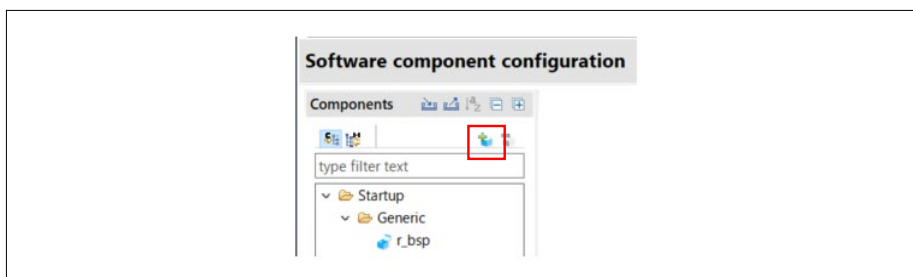 Software component configuration
Components
type filter text
Startup
Generic
r_bsp